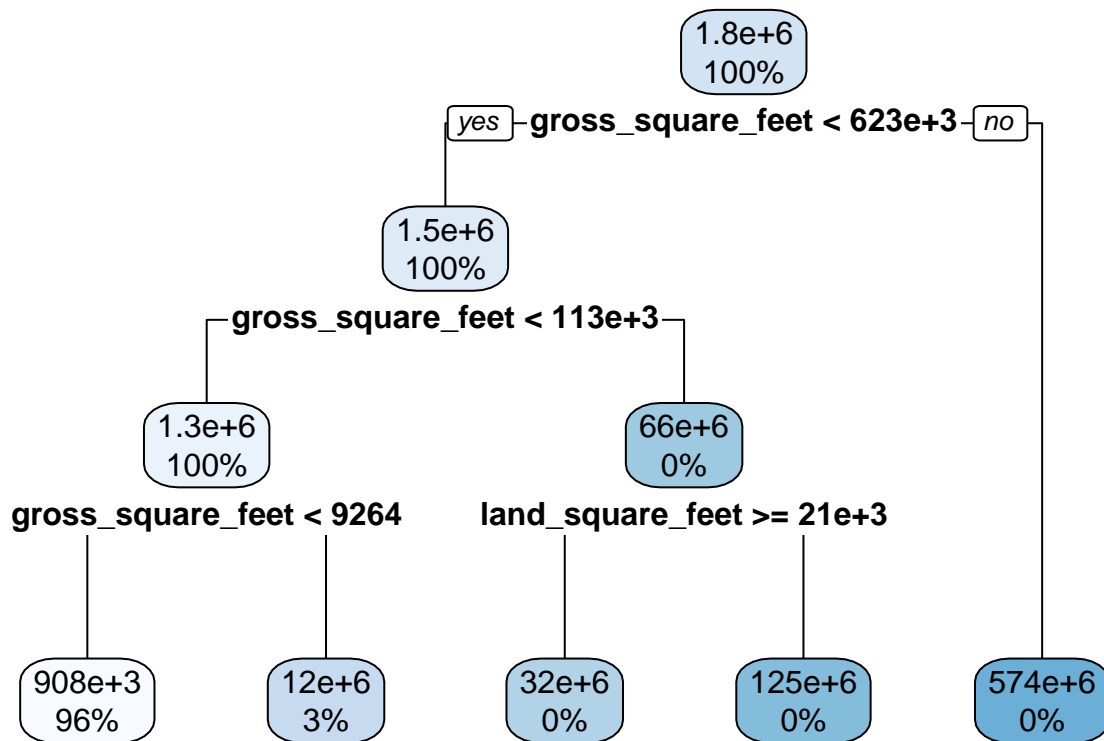 1.8e+6
100%
yes gross_square_feet < 623e+3 no
1.5e+6
100%
gross_square_feet < 113e+3
1.3e+6
100%
66e+6
0%
gross_square_feet < 9264
land_square_feet >= 21e+3
908e+3
96%
12e+6
3%
32e+6
0%
125e+6
0%
574e+6
0%